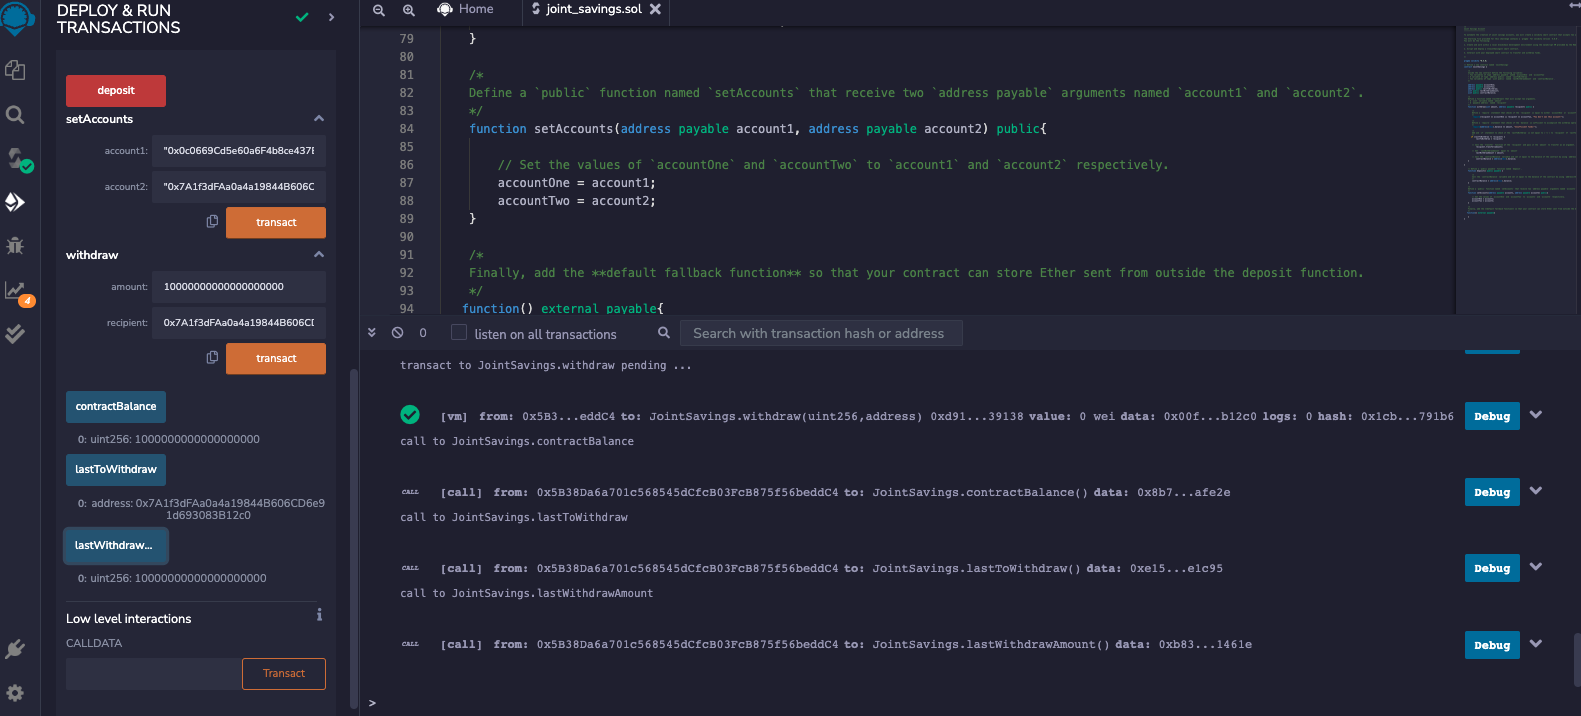 DEPLOY & RUN
TRANSACTIONS
deposit
setAccounts
account1: "0x0c0669Cd5e60a6F4b8ce437E
account2: "0x7A1f3dFAa0a4a19844B606C
transact
withdraw
amount: 10000000000000000000
recipient: 0x7A1f3dFAa0a4a19844B606CD
transact
contractBalance
0: uint256: 1000000000000000000
lastToWithdraw
0: address: 0x7A1f3dFAa0a4a19844B606CD6e9
1d693083B12c0
lastWithdraw...
0: uint256: 10000000000000000000
Low level interactions
i
CALLDATA
Transact
4
Home
joint_savings.sol
79 }
80
81 /*
82 Define a `public` function named `setAccounts` that receive two `address payable` arguments named `account1` and `account2`.
83 */
84 function setAccounts(address payable account1, address payable account2) public{
85
86 // Set the values of `accountOne` and `accountTwo` to `account1` and `account2` respectively.
87 accountOne = account1;
88 accountTwo = account2;
89 }
90
91 /*
92 Finally, add the **default fallback function** so that your contract can store Ether sent from outside the deposit function.
93 */
94 function() external payable{
0 listen on all transactions Search with transaction hash or address
transact to JointSavings.withdraw pending ...
[vm] from: 0x5B3...eddC4 to: JointSavings.withdraw(uint256,address) 0xd91...39138 value: 0 wei data: 0x00f...b12c0 logs: 0 hash: 0x1cb...791b6 Debug
call to JointSavings.contractBalance
CALL [call] from: 0x5B38Da6a701c568545dCfcB03FcB875f56beddC4 to: JointSavings.contractBalance() data: 0x8b7...afe2e Debug
call to JointSavings.lastToWithdraw
CALL [call] from: 0x5B38Da6a701c568545dCfcB03FcB875f56beddC4 to: JointSavings.lastToWithdraw() data: 0xe15...e1c95 Debug
call to JointSavings.lastWithdrawAmount
CALL [call] from: 0x5B38Da6a701c568545dCfcB03FcB875f56beddC4 to: JointSavings.lastWithdrawAmount() data: 0xb83...1461e Debug
>